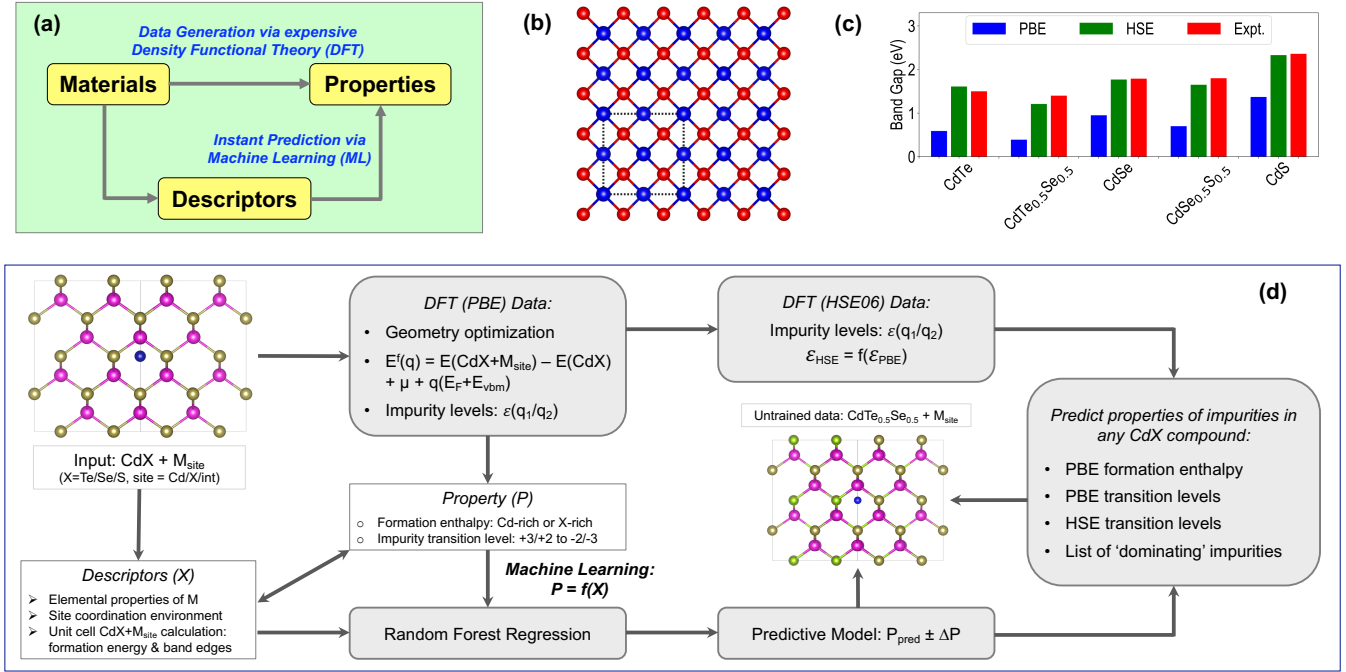 (a)
Data Generation via expensive
Density Functional Theory (DFT)
Materials
Properties
Instant Prediction via
Machine Learning (ML)
Descriptors
(b)
(c)
PBE
HSE
Expt.
Band Gap (eV)
3
2
1
0
CdTe
CdTe₀.₅Se₀.₅
CdSe
CdSe₀.₅S₀.₅
CdS
(d)
Input: CdX + Mₛᵢₜₑ
(X=Te/Se/S, site = Cd/X/int)
DFT (PBE) Data:
• Geometry optimization
• Eᶠ(q) = E(CdX+Mₛᵢₜₑ) – E(CdX)
+ μ + q(E_F+E_vbm)
• Impurity levels: ε(q₁/q₂)
DFT (HSE06) Data:
Impurity levels: ε(q₁/q₂)
ℰ_HSE = f(ℰ_PBE)
Property (P)
○ Formation enthalpy: Cd-rich or X-rich
○ Impurity transition level: +3/+2 to -2/-3
Machine Learning:
P = f(X)
Descriptors (X)
➢ Elemental properties of M
➢ Site coordination environment
➢ Unit cell CdX+Mₛᵢₜₑ calculation:
formation energy & band edges
Random Forest Regression
Predictive Model: P_pred ± ΔP
Untrained data: CdTe₀.₅Se₀.₅ + Mₛᵢₜₑ
Predict properties of impurities in
any CdX compound:
• PBE formation enthalpy
• PBE transition levels
• HSE transition levels
• List of ‘dominating’ impurities